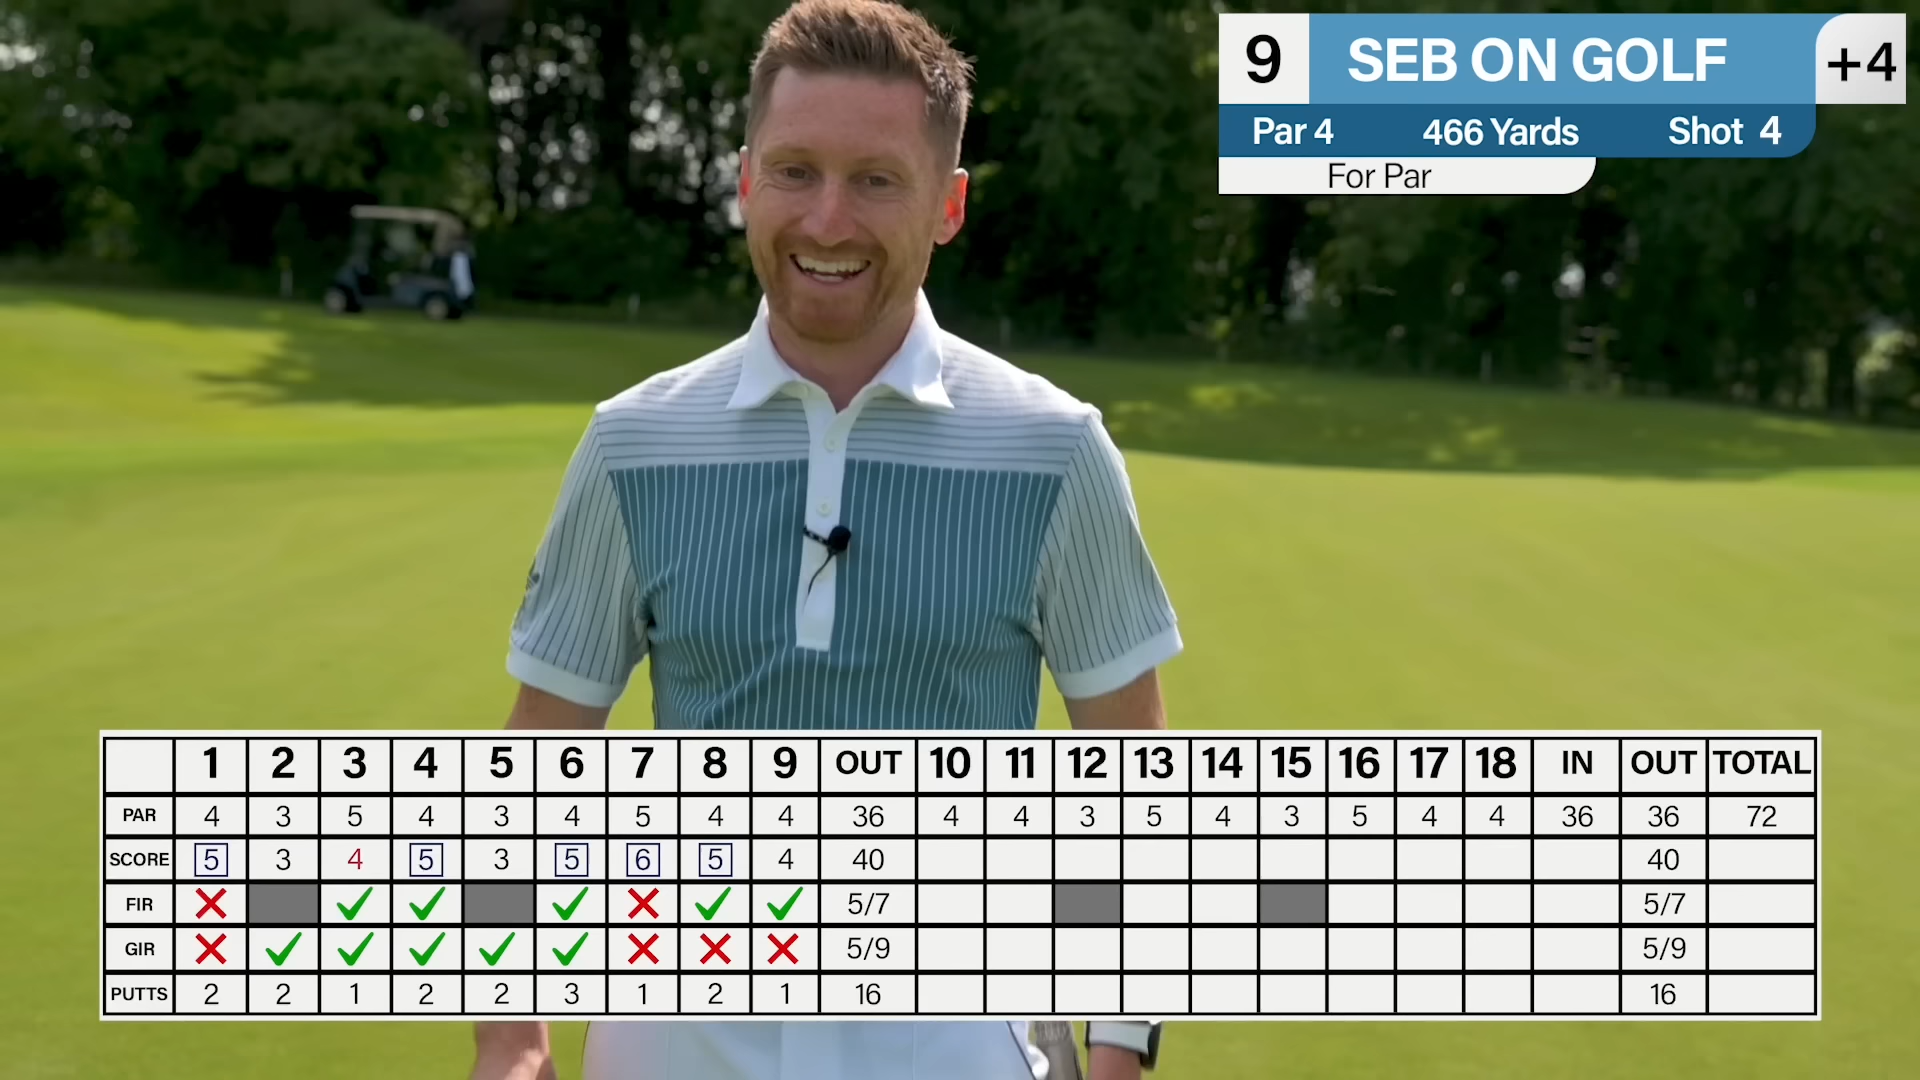 9 SEB ON GOLF +4
Par 4 466 Yards Shot 4
For Par
1 2 3 4 5 6 7 8 9 OUT 10 11 12 13 14 15 16 17 18 IN OUT TOTAL
PAR 4 3 5 4 3 4 5 4 4 36 4 4 3 5 4 3 5 4 4 36 36 72
SCORE 5 3 4 5 3 5 6 5 4 40 40
FIR 5/7 5/7
GIR 5/9 5/9
PUTTS 2 2 1 2 2 3 1 2 1 16 16